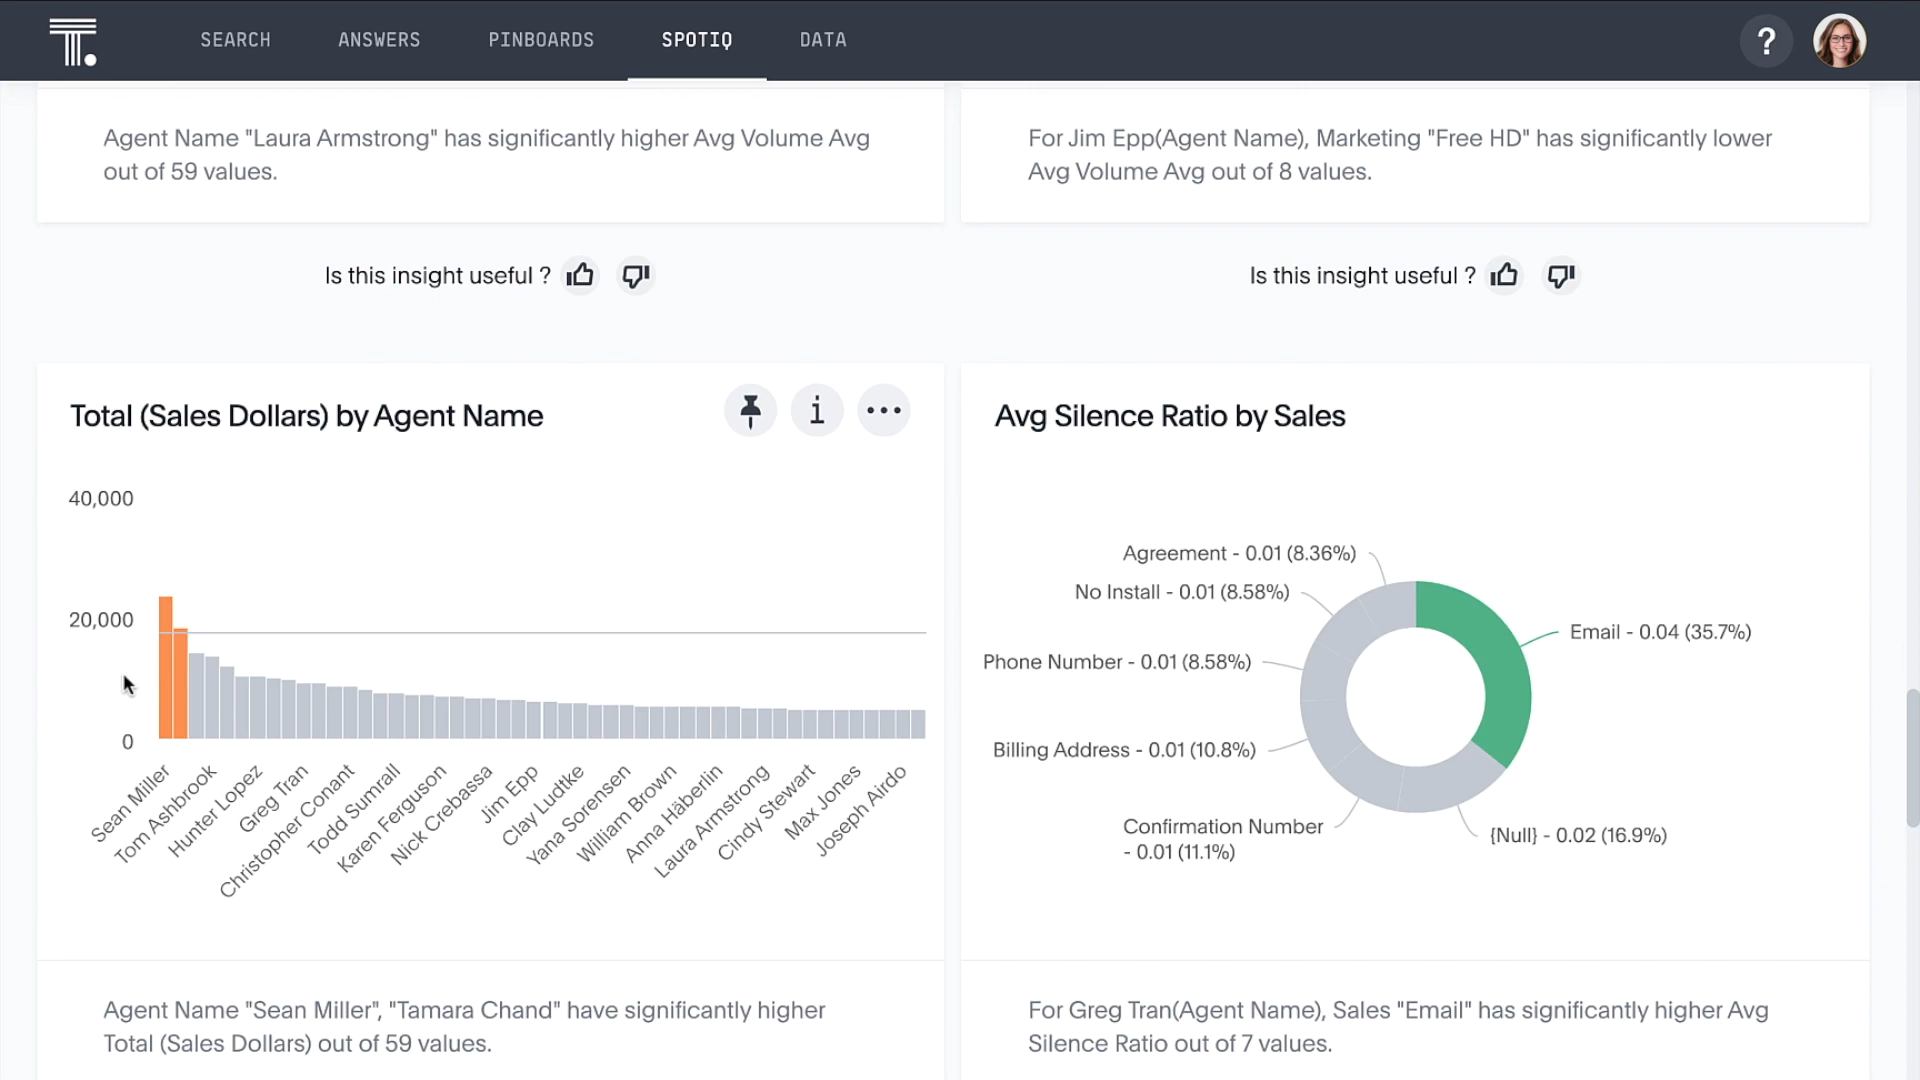 T.
SEARCH
ANSWERS
PINBOARDS
SPOTIQ
DATA
?
Agent Name "Laura Armstrong" has significantly higher Avg Volume Avg
out of 59 values.
For Jim Epp(Agent Name), Marketing "Free HD" has significantly lower
Avg Volume Avg out of 8 values.
Is this insight useful ?
Is this insight useful ?
Total (Sales Dollars) by Agent Name
i
40,000
20,000
0
Sean Miller
Tom Ashbrook
Hunter Lopez
Greg Tran
Christopher Conant
Todd Sumrall
Karen Ferguson
Nick Crebassa
Jim Epp
Clay Ludtke
Yana Sorensen
William Brown
Anna Häberlin
Laura Armstrong
Cindy Stewart
Max Jones
Joseph Airdo
Avg Silence Ratio by Sales
Agreement - 0.01 (8.36%)
No Install - 0.01 (8.58%)
Email - 0.04 (35.7%)
Phone Number - 0.01 (8.58%)
Billing Address - 0.01 (10.8%)
Confirmation Number
- 0.01 (11.1%)
{Null} - 0.02 (16.9%)
Agent Name "Sean Miller", "Tamara Chand" have significantly higher
Total (Sales Dollars) out of 59 values.
For Greg Tran(Agent Name), Sales "Email" has significantly higher Avg
Silence Ratio out of 7 values.